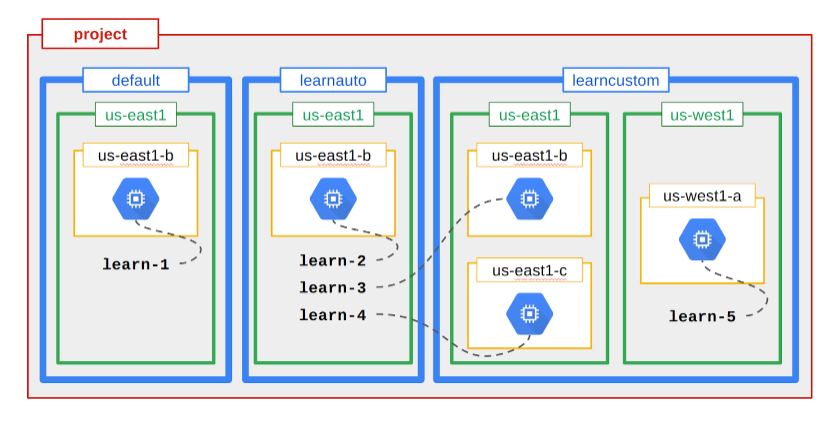 project
default
learnauto
learncustom
us-east1
us-east1
us-east1
us-west1
us-east1-b
us-east1-b
us-east1-b
us-west1-a
learn-1
learn-2
us-east1-c
learn-3
learn-4
learn-5